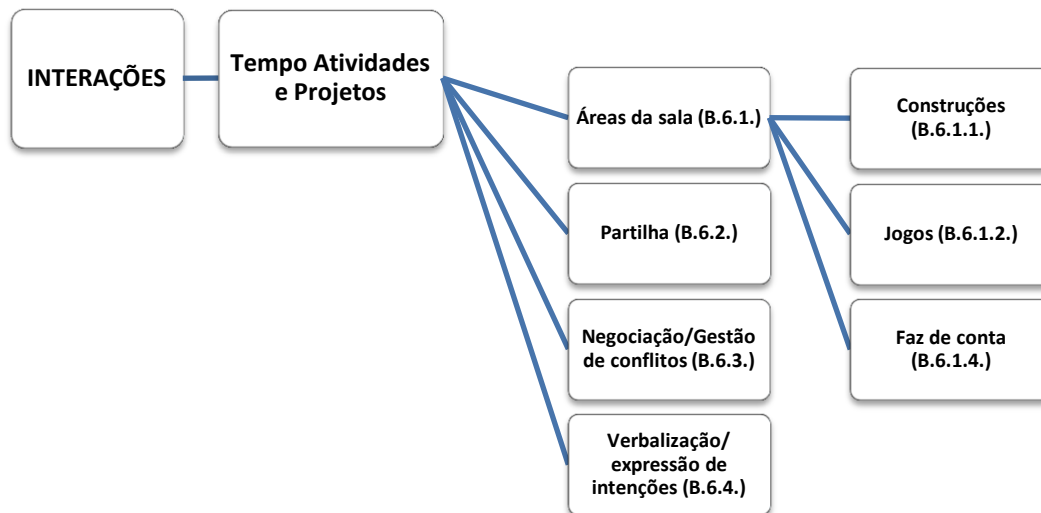 INTERAÇÕES
Tempo Atividades
e Projetos
Áreas da sala (B.6.1.)
Partilha (B.6.2.)
Negociação/Gestão
de conflitos (B.6.3.)
Verbalização/
expressão de
intenções (B.6.4.)
Construções
(B.6.1.1.)
Jogos (B.6.1.2.)
Faz de conta
(B.6.1.4.)